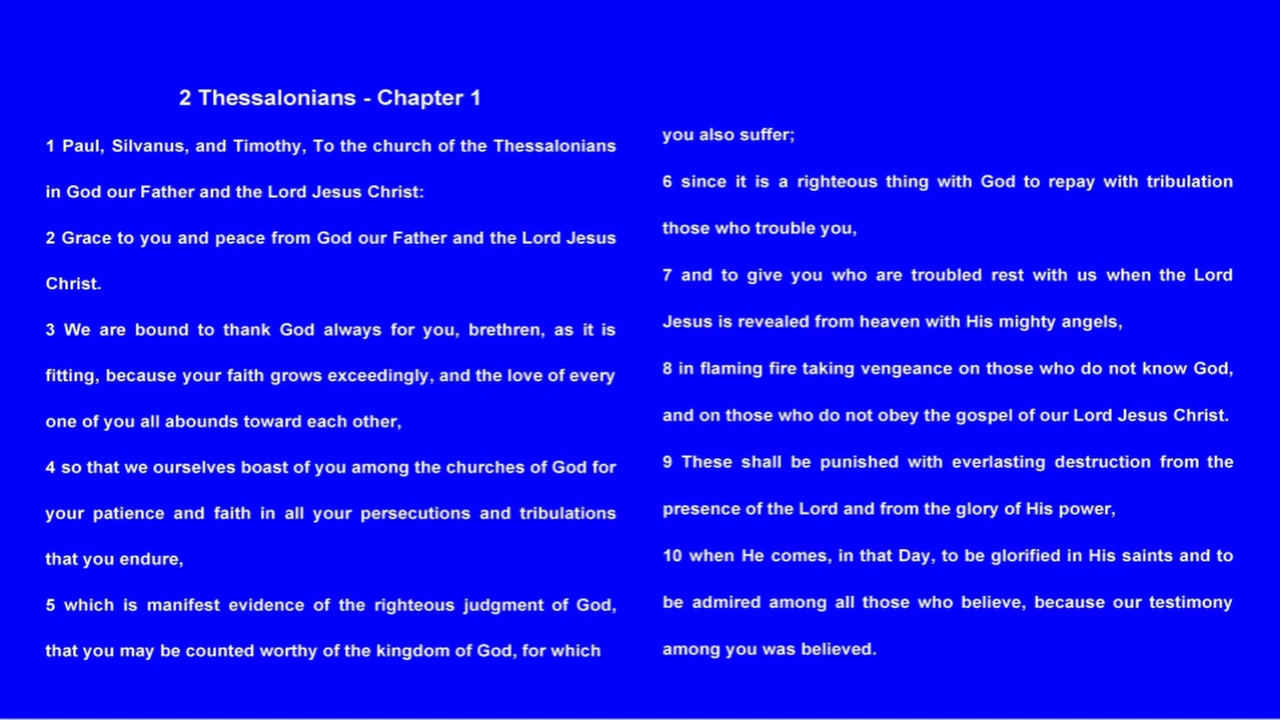 2 Thessalonians - Chapter 1
1 Paul, Silvanus, and Timothy, To the church of the Thessalonians
in God our Father and the Lord Jesus Christ:
2 Grace to you and peace from God our Father and the Lord Jesus
Christ.
3 We are bound to thank God always for you, brethren, as it is
fitting, because your faith grows exceedingly, and the love of every
one of you all abounds toward each other,
4 so that we ourselves boast of you among the churches of God for
your patience and faith in all your persecutions and tribulations
that you endure,
5 which is manifest evidence of the righteous judgment of God,
that you may be counted worthy of the kingdom of God, for which
you also suffer;
6 since it is a righteous thing with God to repay with tribulation
those who trouble you,
7 and to give you who are troubled rest with us when the Lord
Jesus is revealed from heaven with His mighty angels,
8 in flaming fire taking vengeance on those who do not know God,
and on those who do not obey the gospel of our Lord Jesus Christ.
9 These shall be punished with everlasting destruction from the
presence of the Lord and from the glory of His power,
10 when He comes, in that Day, to be glorified in His saints and to
be admired among all those who believe, because our testimony
among you was believed.